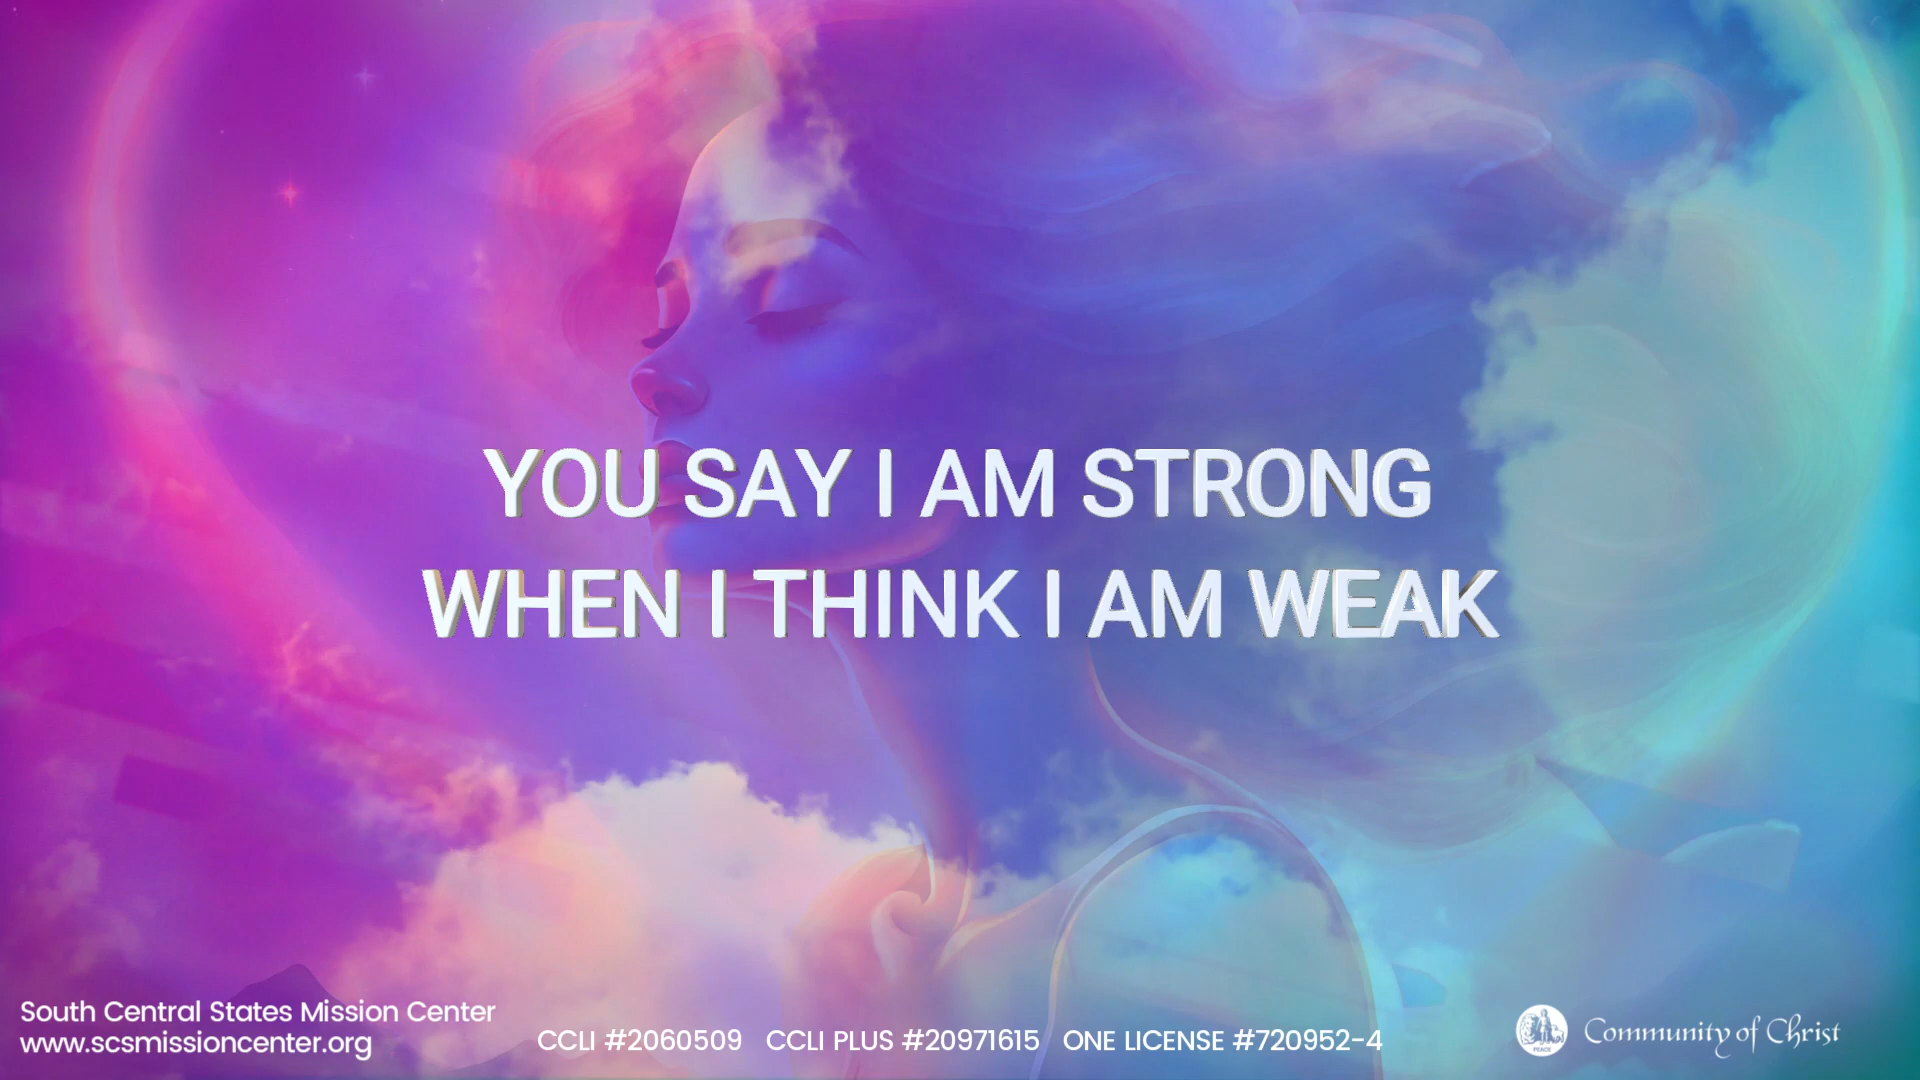 YOU SAY I AM STRONG
WHEN I THINK I AM WEAK
South Central States Mission Center
www.scsmissioncenter.org
CCLI #2060509 CCLI PLUS #20971615 ONE LICENSE #720952-4
PEACE
Community of Christ